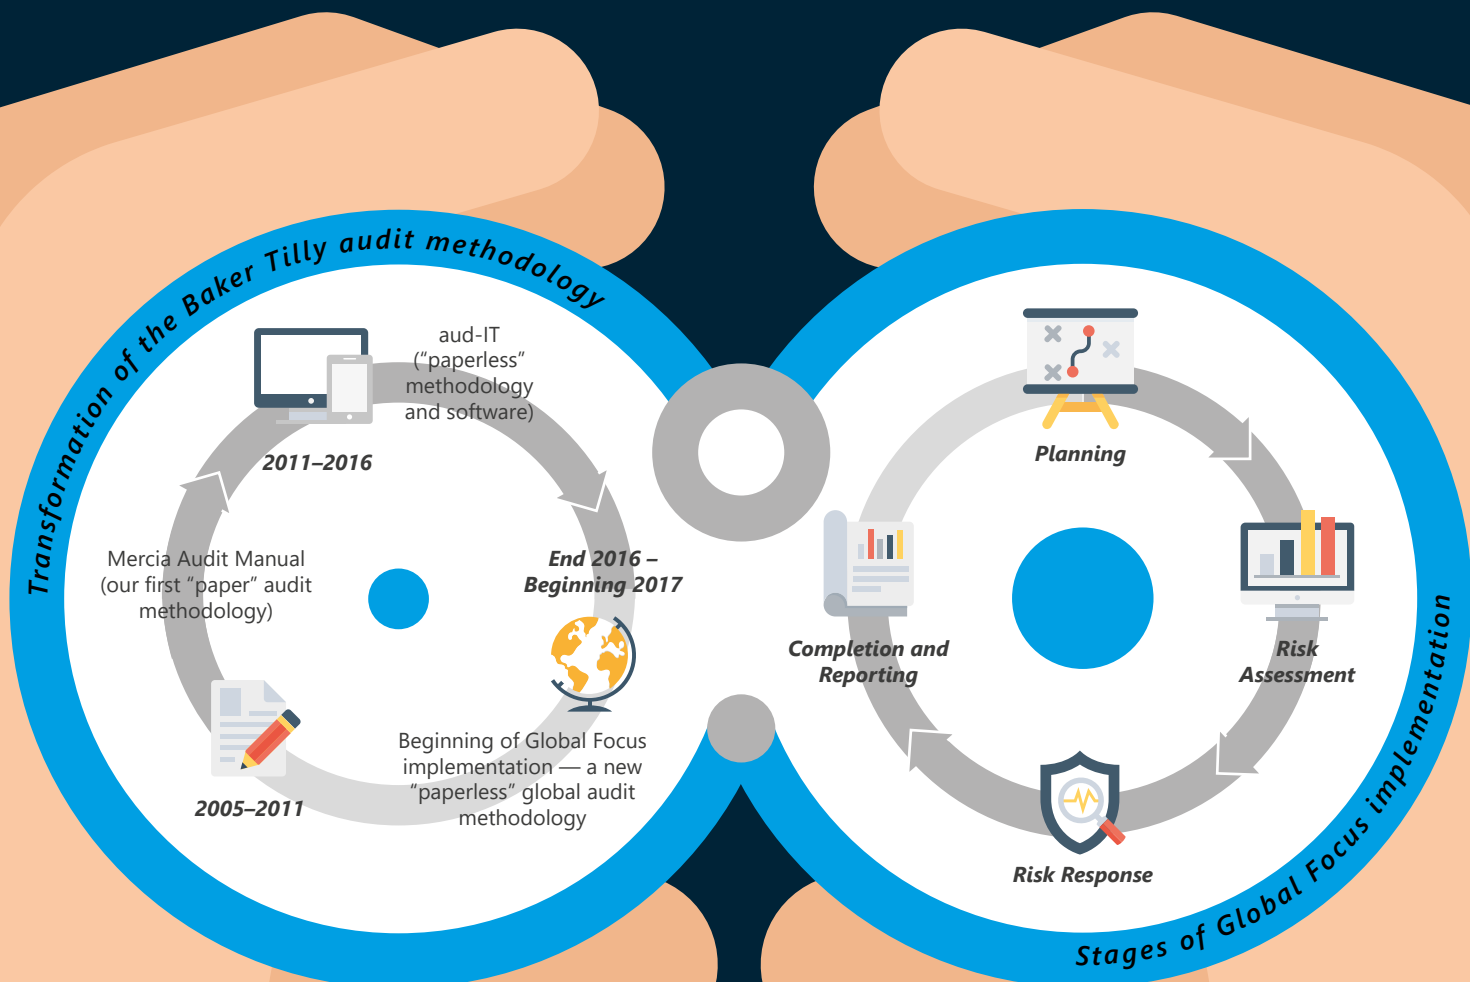 Transformation of the Baker Tilly audit methodology
aud-IT
(“paperless”
methodology
and software)
2011–2016
Mercia Audit Manual
(our first “paper” audit
methodology)
End 2016 –
Beginning 2017
2005–2011
Beginning of Global Focus
implementation — a new
“paperless” global audit
methodology
Planning
Risk
Assessment
Risk Response
Completion and
Reporting
Stages of Global Focus implementation